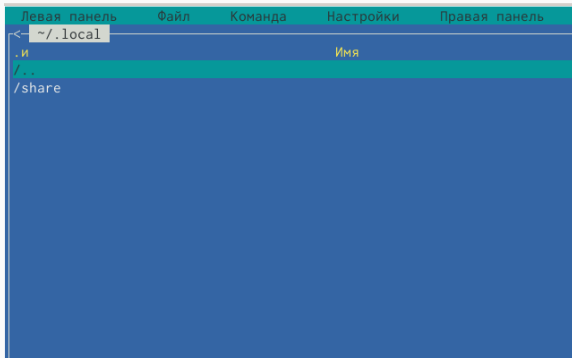 Левая панель Файл Команда Настройки Правая панель
<- ~/.local
.и Имя
/..
/share